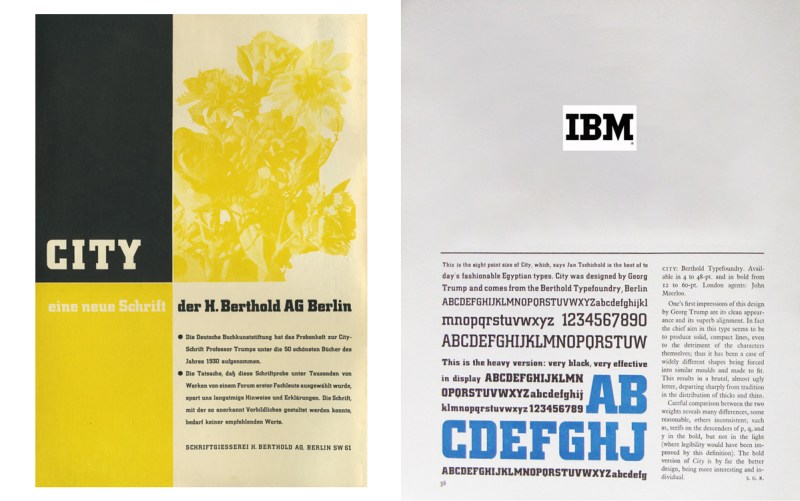 CITY
eine neue Schrift der H. Berthold AG Berlin
● Die Deutsche Buchkunststiftung hat das Probenheft zur City-
Schrift Professor Trumps unter die 50 schönsten Bücher des
Jahres 1930 aufgenommen.
● Die Tatsache, daß diese Schriftprobe unter Tausenden von
Werken von einem Forum erster Fachleute ausgewählt wurde,
spart uns langatmige Hinweise und Erklärungen. Die Schrift,
mit der so anerkannt Vorbildliches gestaltet werden konnte,
bedarf keiner empfehlenden Worte.
SCHRIFTGIESSEREI H. BERTHOLD AG, BERLIN SW 61
IBM
This is the eight point size of City, which, says Jan Tschichold is the best of to
day's fashionable Egyptian types. City was designed by Georg
Trump and comes from the Berthold Typefoundry, Berlin
ABCDEFGHIJKLMNOPQRSTUVWXYZabcdefghijkl
mnopqrstuvwxyz 1234567890
ABCDEFGHIJKLMNOPQRSTUVW
This is the heavy version: very black, very effective
in display ABCDEFGHIJKLMN
OPQRSTUVWXYZabcdefghij
klmnopqrstuvwxyz123456789
AB
CDEFGHJ
ABCDEFGHIJKLMNOPQRSTUVWXYZabcdefg
38
CITY: Berthold Typefoundry. Avail-
able in 4 to 48-pt. and in bold from
12 to 60-pt. London agents: John
Meerloo.
One's first impressions of this design
by Georg Trump are its clean appear-
ance and its superb alignment. In fact
the chief aim in this type seems to be
to produce solid, compact lines, even
to the detriment of the characters
themselves; thus it has been a case of
widely different shapes being forced
into similar moulds and made to fit.
This results in a brutal, almost ugly
letter, departing sharply from tradition
in the distribution of thicks and thins.
Careful comparison between the two
weights reveals many differences, some
reasonable, others inconsistent; such
as, serifs on the descenders of p, q, and
y in the bold, but not in the light
(where legibility would have been im-
proved by this definition). The bold
version of City is by far the better
design, being more interesting and in-
dividual. S. G. R.